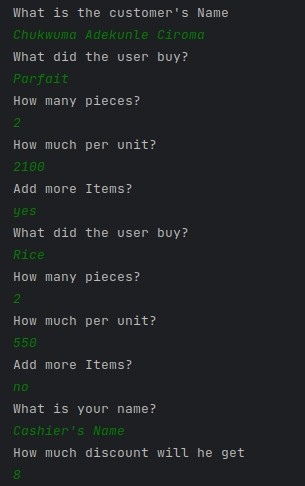 What is the customer's Name
Chukwuma Adekunle Ciroma
What did the user buy?
Parfait
How many pieces?
2
How much per unit?
2100
Add more Items?
yes
What did the user buy?
Rice
How many pieces?
2
How much per unit?
550
Add more Items?
no
What is your name?
Cashier's Name
How much discount will he get
8